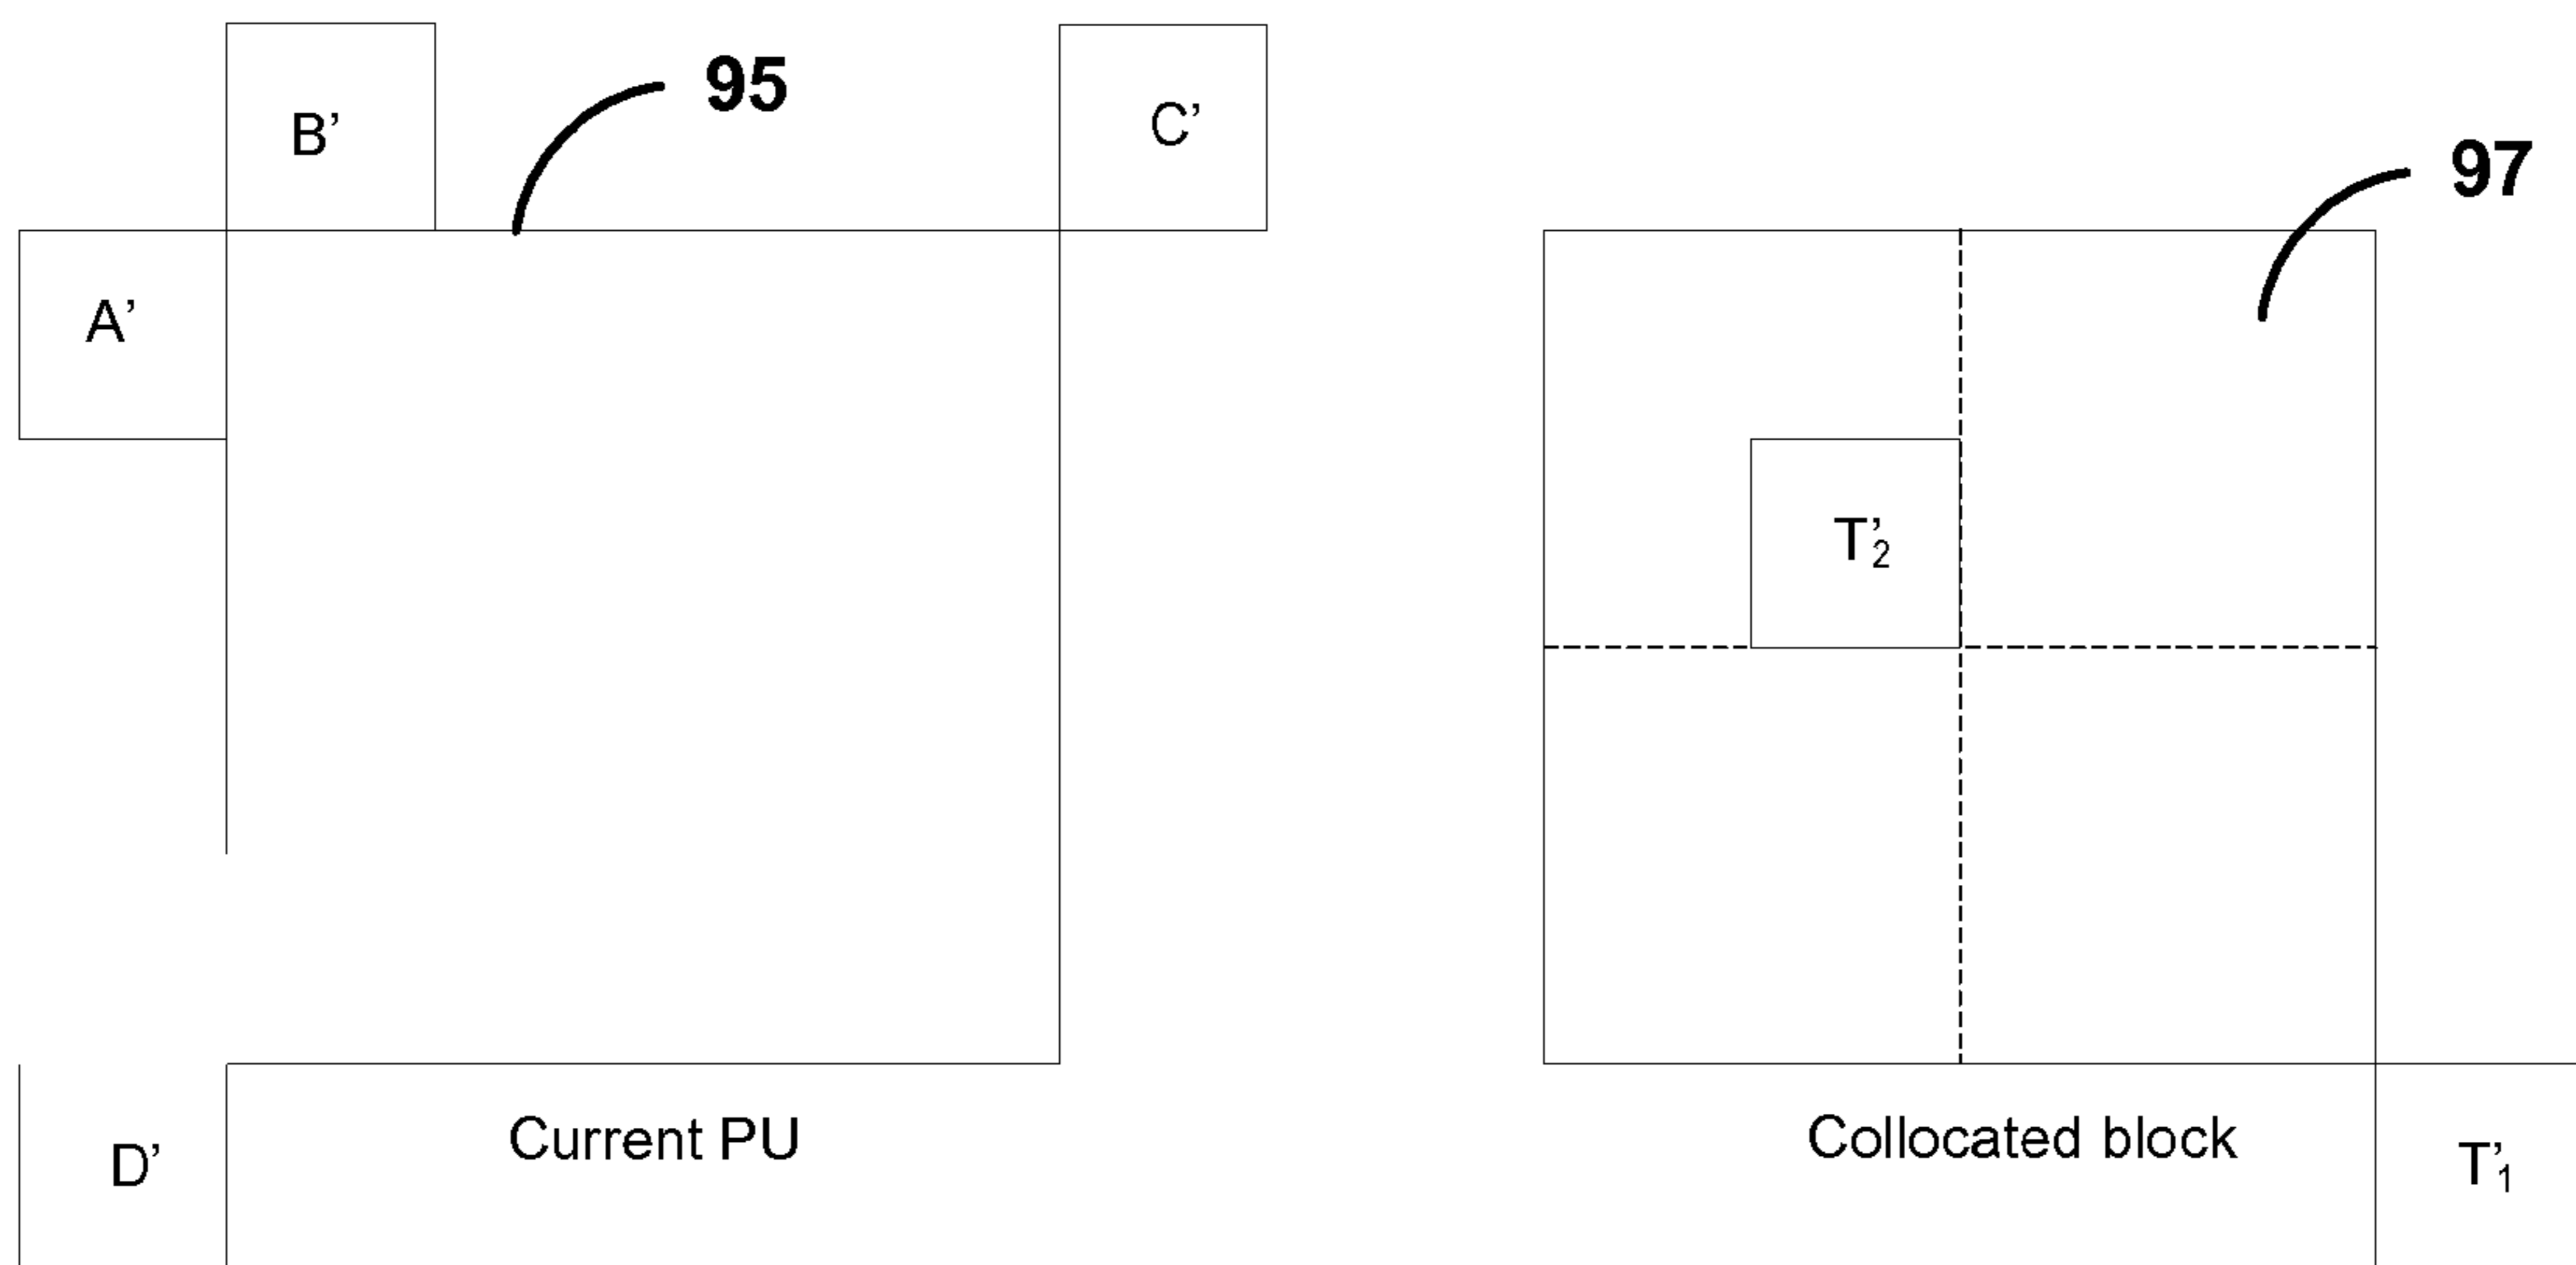 B’
95
C’
97
A’
T’2
Current PU
Collocated block
D’
T’1